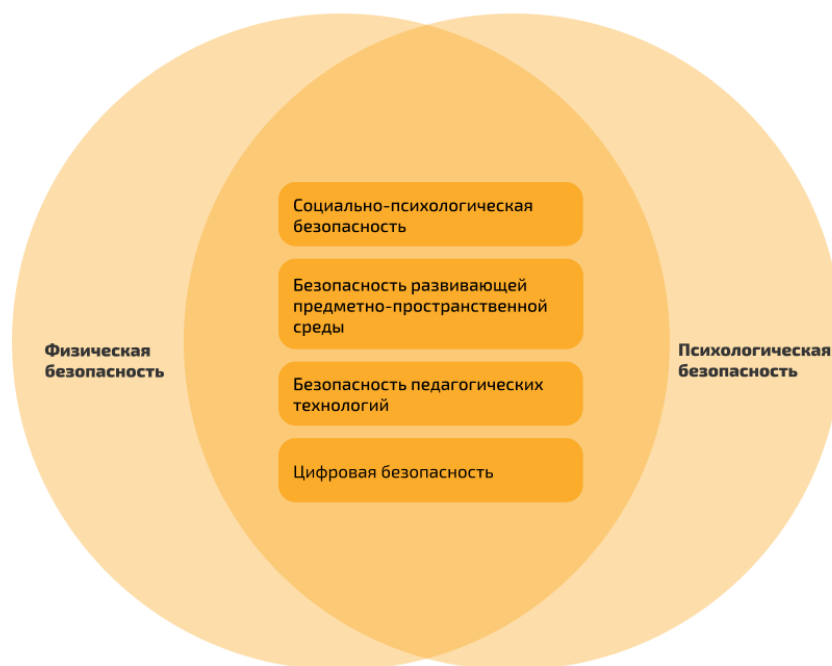 Социально-психологическая
безопасность
Безопасность развивающей
предметно-пространственной
среды
Физическая
безопасность
Психологическая
безопасность
Безопасность педагогических
технологий
Цифровая безопасность